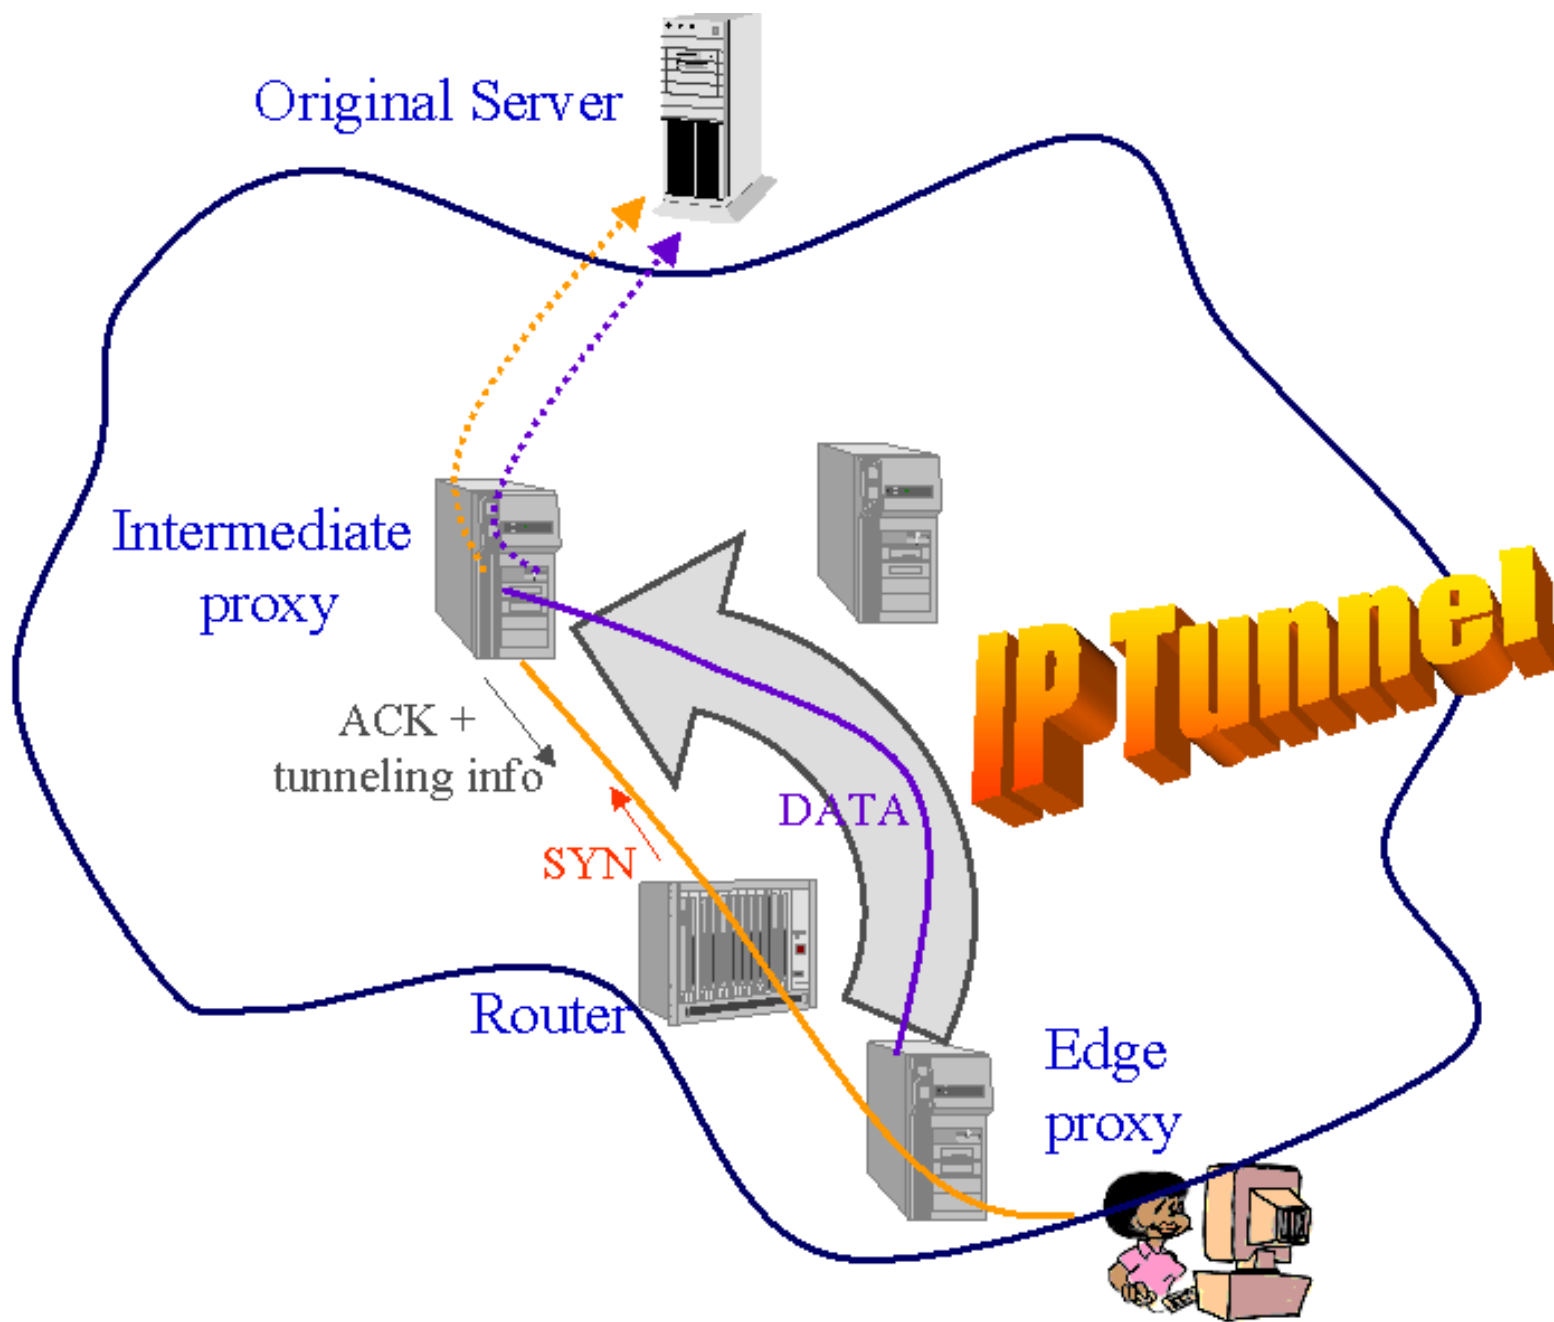 Original Server
Intermediate
proxy
IP Tunnel
ACK +
tunneling info
DATA
SYN
Router
Edge
proxy